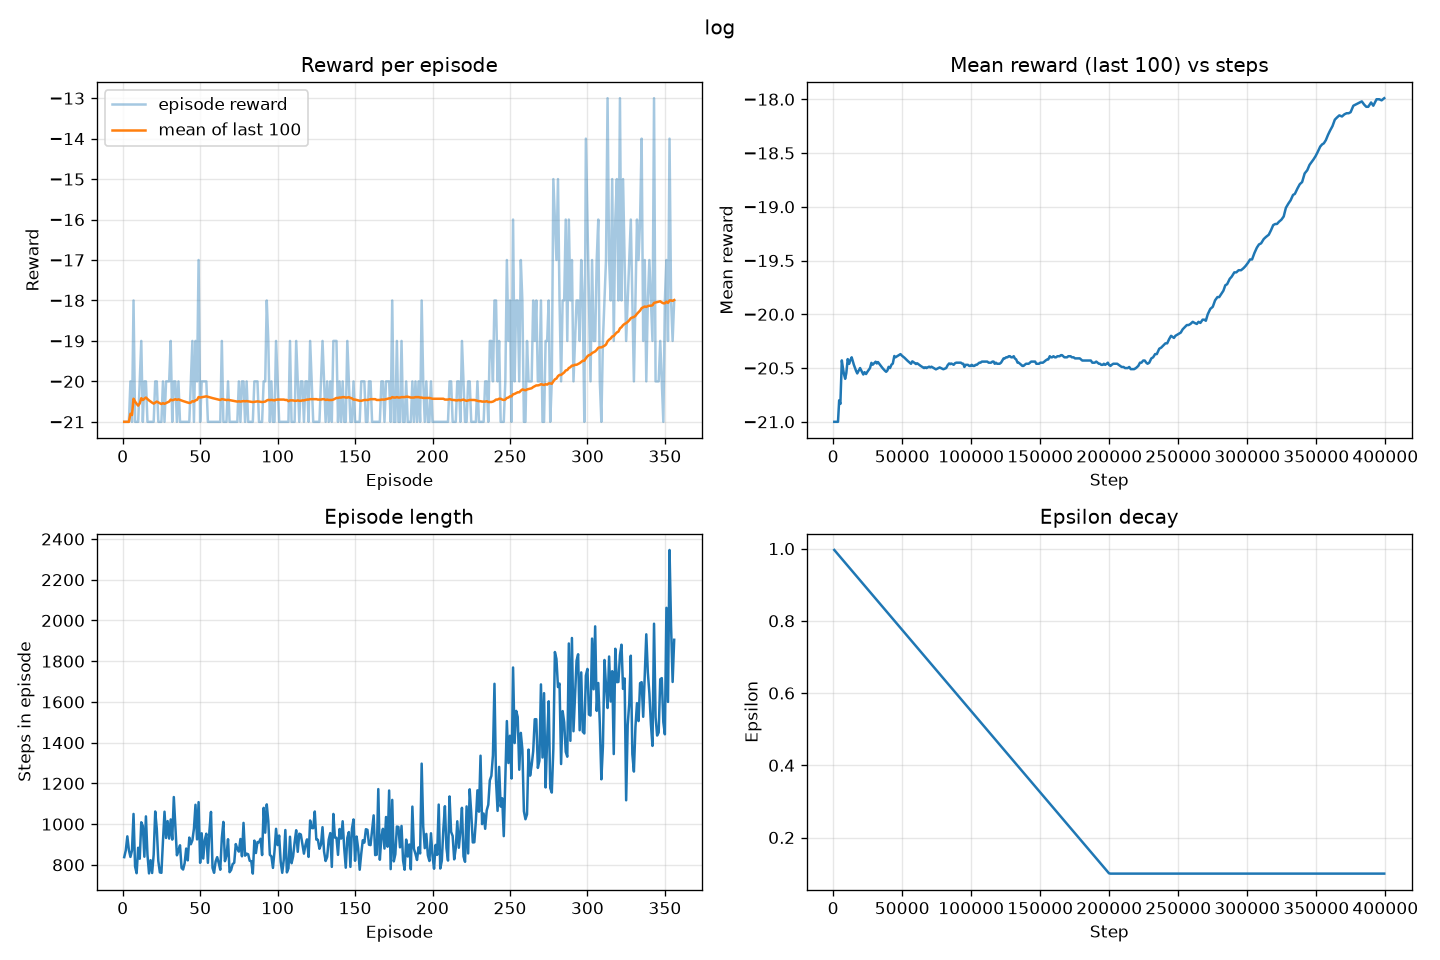 log
Reward per episode
episode reward
mean of last 100
−13
−14
−15
−16
−17
−18
−19
−20
−21
Reward
0 50 100 150 200 250 300 350
Episode
Mean reward (last 100) vs steps
−18.0
−18.5
−19.0
−19.5
−20.0
−20.5
−21.0
Mean reward
0 50000 100000 150000 200000 250000 300000 350000 400000
Step
Episode length
2400
2200
2000
1800
1600
1400
1200
1000
800
Steps in episode
0 50 100 150 200 250 300 350
Episode
Epsilon decay
1.0
0.8
0.6
0.4
0.2
Epsilon
0 50000 100000 150000 200000 250000 300000 350000 400000
Step